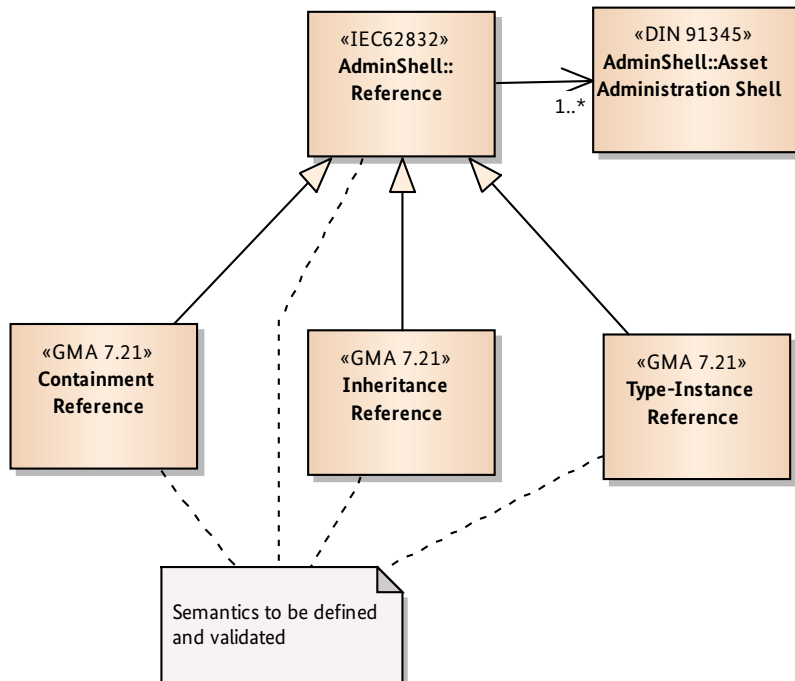 «IEC62832»
AdminShell::
Reference
«DIN 91345»
AdminShell::Asset
Administration Shell
1..*
«GMA 7.21»
Containment
Reference
«GMA 7.21»
Inheritance
Reference
«GMA 7.21»
Type-Instance
Reference
Semantics to be defined
and validated